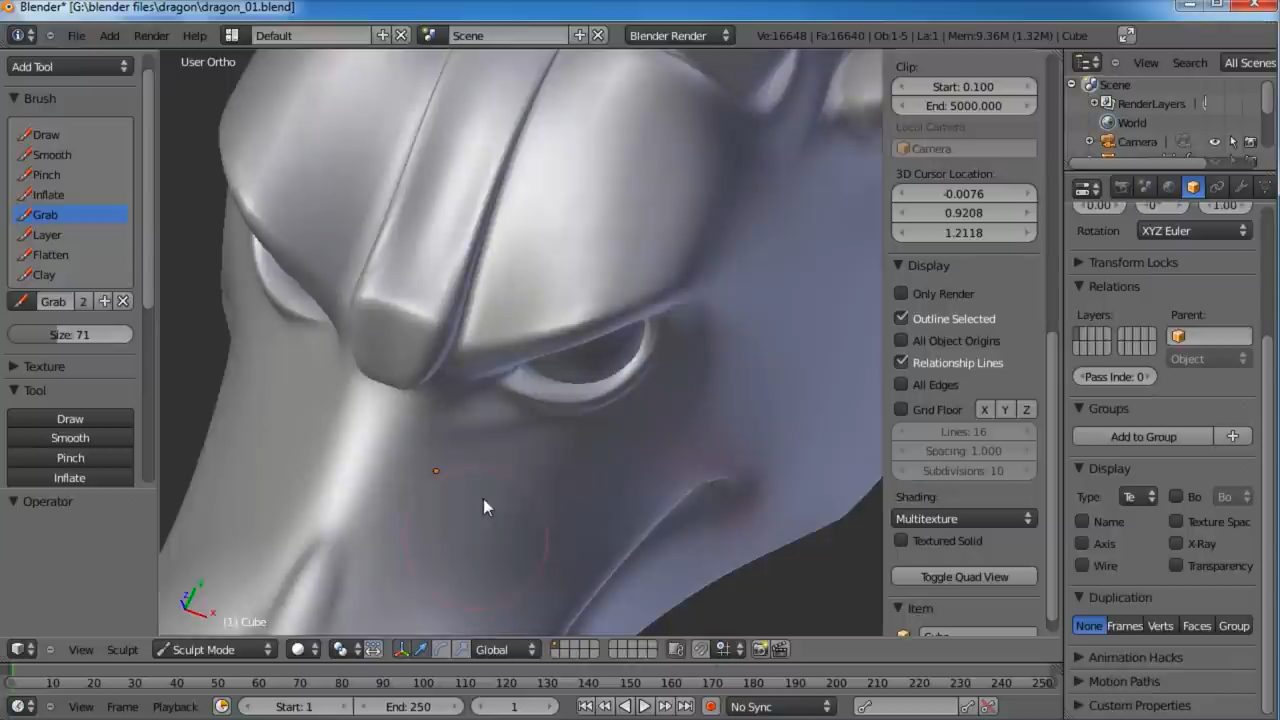 Blender* [G:\blender files\dragon\dragon_01.blend]
File Add Render Help Default Scene Blender Render Ve:16648 | Fa:16640 | Ob:1-5 | La:1 | Mem:9.36M (1.32M) | Cube
Add Tool
Brush
Draw
Smooth
Pinch
Inflate
Grab
Layer
Flatten
Clay
Grab 2
Size: 71
Texture
Tool
Draw
Smooth
Pinch
Inflate
Operator
User Ortho
(1) Cube
Clip:
Start: 0.100
End: 5000.000
Local Camera
Camera
3D Cursor Location:
-0.0076
0.9208
1.2118
Display
Only Render
Outline Selected
All Object Origins
Relationship Lines
All Edges
Grid Floor X Y Z
Lines: 16
Spacing: 1.000
Subdivisions: 10
Shading:
Multitexture
Textured Solid
Toggle Quad View
Item
View Search All Scenes
Scene
RenderLayers
World
Camera
0.00 0° 1.00
Rotation XYZ Euler
Transform Locks
Relations
Layers: Parent:
Object
Pass Inde: 0
Groups
Add to Group
Display
Type: Te Bo Bo
Name Texture Spac
Axis X-Ray
Wire Transparency
Duplication
None Frames Verts Faces Group
Animation Hacks
Motion Paths
Custom Properties
View Sculpt Sculpt Mode Global
10 20 30 40 50 60 70 80 90 100 110 120 130 140 150 160 170 180 190 200 210 220 230 240 250
View Frame Playback Start: 1 End: 250 1 No Sync